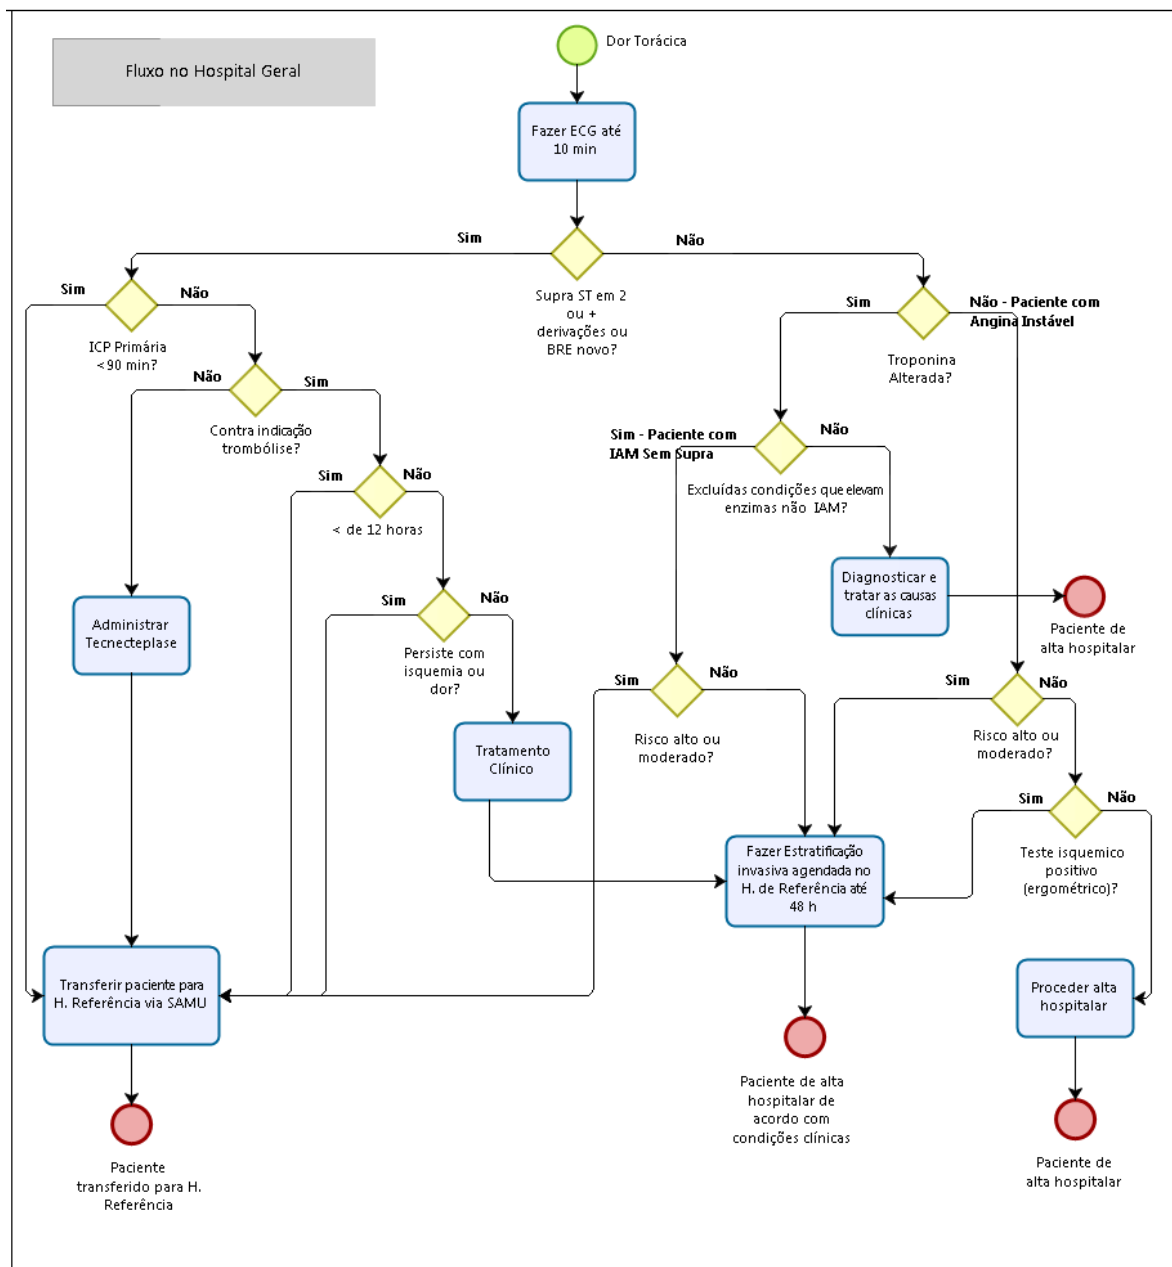 Fluxo no Hospital Geral
Dor Torácica
Fazer ECG até
10 min
Sim
Não
Supra ST em 2
ou +
derivações ou
BRE novo?
Sim
Não
ICP Primária
<90 min?
Sim
Não - Paciente com
Angina Instável
Troponina
Alterada?
Não
Sim
Contra indicação
trombólise?
Sim - Paciente com
IAM Sem Supra
Não
Excluídas condições que elevam
enzimas não IAM?
Sim
Não
< de 12 horas
Diagnosticar e
tratar as causas
clínicas
Paciente de
alta hospitalar
Administrar
Tecnecteplase
Sim
Não
Persiste com
isquemia ou
dor?
Sim
Não
Risco alto ou
moderado?
Sim
Não
Risco alto ou
moderado?
Tratamento
Clínico
Sim
Não
Teste isquemico
positivo
(ergométrico)?
Fazer Estratificação
invasiva agendada no
H. de Referência até
48 h
Transferir paciente para
H. Referência via SAMU
Proceder alta
hospitalar
Paciente de alta
hospitalar de
acordo com
condições clínicas
Paciente
transferido para H.
Referência
Paciente de
alta hospitalar